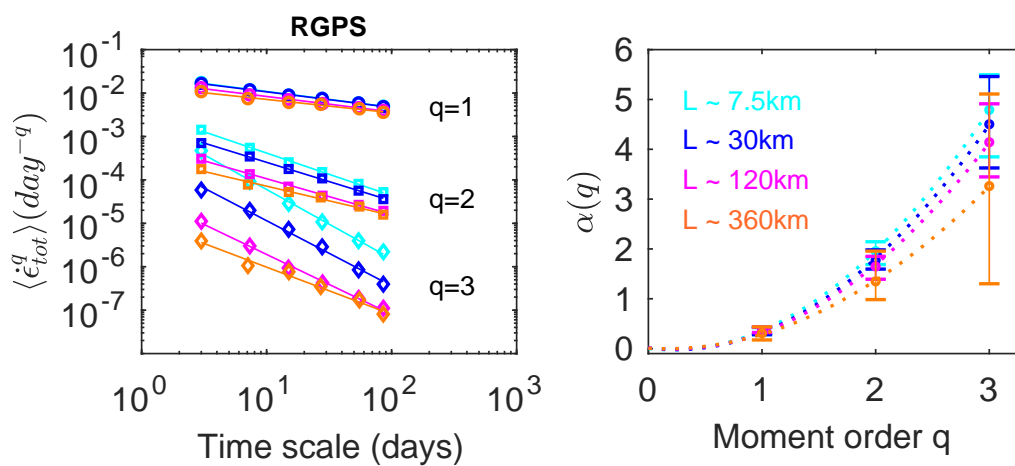 RGPS
10^-1
10^-2
10^-3
10^-4
10^-5
10^-6
10^-7
⟨ε̇^q_tot⟩(day^-q)
q=1
q=2
q=3
10^0
10^1
10^2
10^3
Time scale (days)
6
5
4
3
2
1
0
α(q)
L ~ 7.5km
L ~ 30km
L ~ 120km
L ~ 360km
0
1
2
3
Moment order q